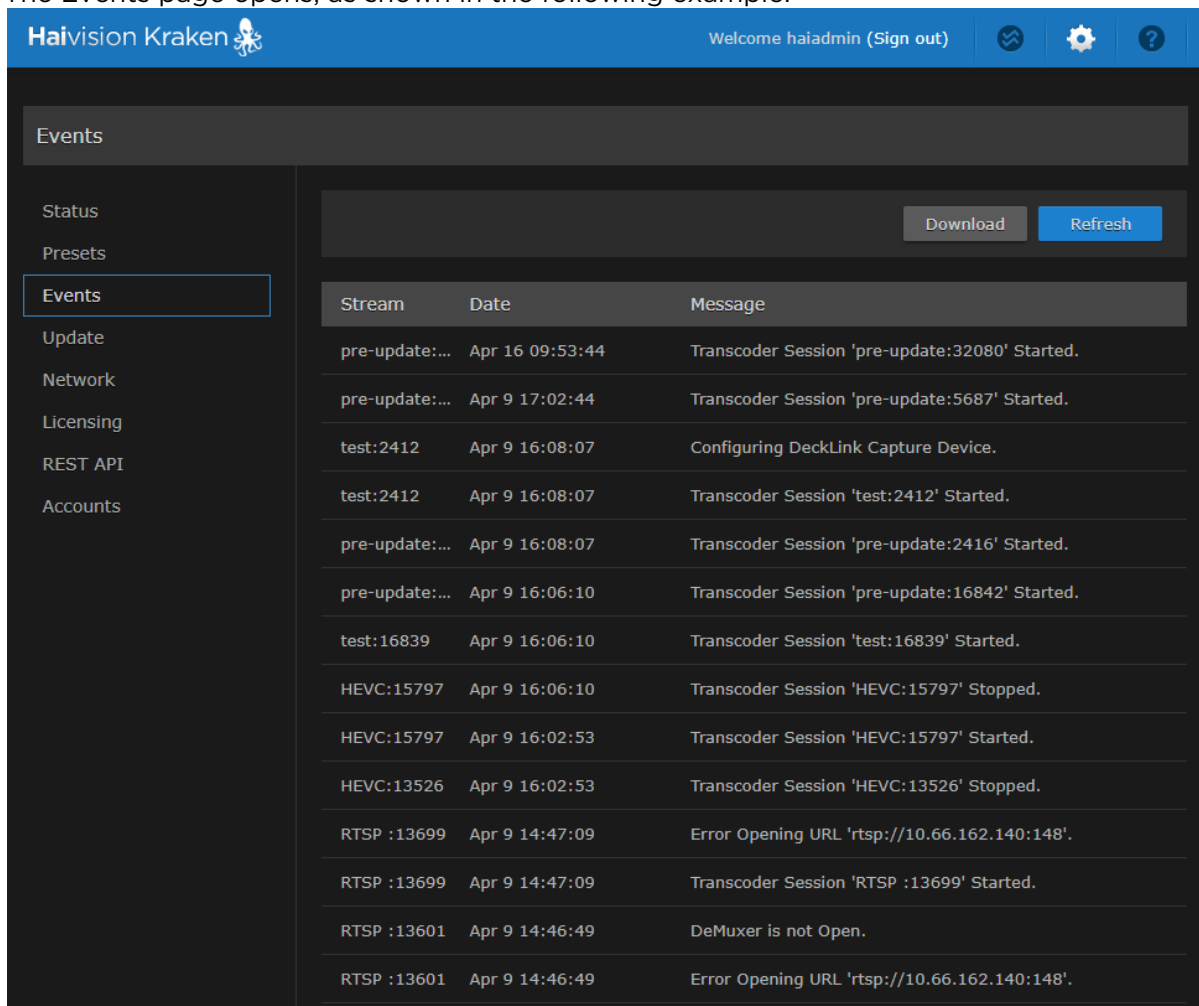 The Events page opens, as shown in the following example:
Haivision Kraken
Welcome haiadmin (Sign out)
Events
Status
Presets
Events
Update
Network
Licensing
REST API
Accounts
Download Refresh
Stream Date Message
pre-update:... Apr 16 09:53:44 Transcoder Session 'pre-update:32080' Started.
pre-update:... Apr 9 17:02:44 Transcoder Session 'pre-update:5687' Started.
test:2412 Apr 9 16:08:07 Configuring DeckLink Capture Device.
test:2412 Apr 9 16:08:07 Transcoder Session 'test:2412' Started.
pre-update:... Apr 9 16:08:07 Transcoder Session 'pre-update:2416' Started.
pre-update:... Apr 9 16:06:10 Transcoder Session 'pre-update:16842' Started.
test:16839 Apr 9 16:06:10 Transcoder Session 'test:16839' Started.
HEVC:15797 Apr 9 16:06:10 Transcoder Session 'HEVC:15797' Stopped.
HEVC:15797 Apr 9 16:02:53 Transcoder Session 'HEVC:15797' Started.
HEVC:13526 Apr 9 16:02:53 Transcoder Session 'HEVC:13526' Stopped.
RTSP :13699 Apr 9 14:47:09 Error Opening URL 'rtsp://10.66.162.140:148'.
RTSP :13699 Apr 9 14:47:09 Transcoder Session 'RTSP :13699' Started.
RTSP :13601 Apr 9 14:46:49 DeMuxer is not Open.
RTSP :13601 Apr 9 14:46:49 Error Opening URL 'rtsp://10.66.162.140:148'.